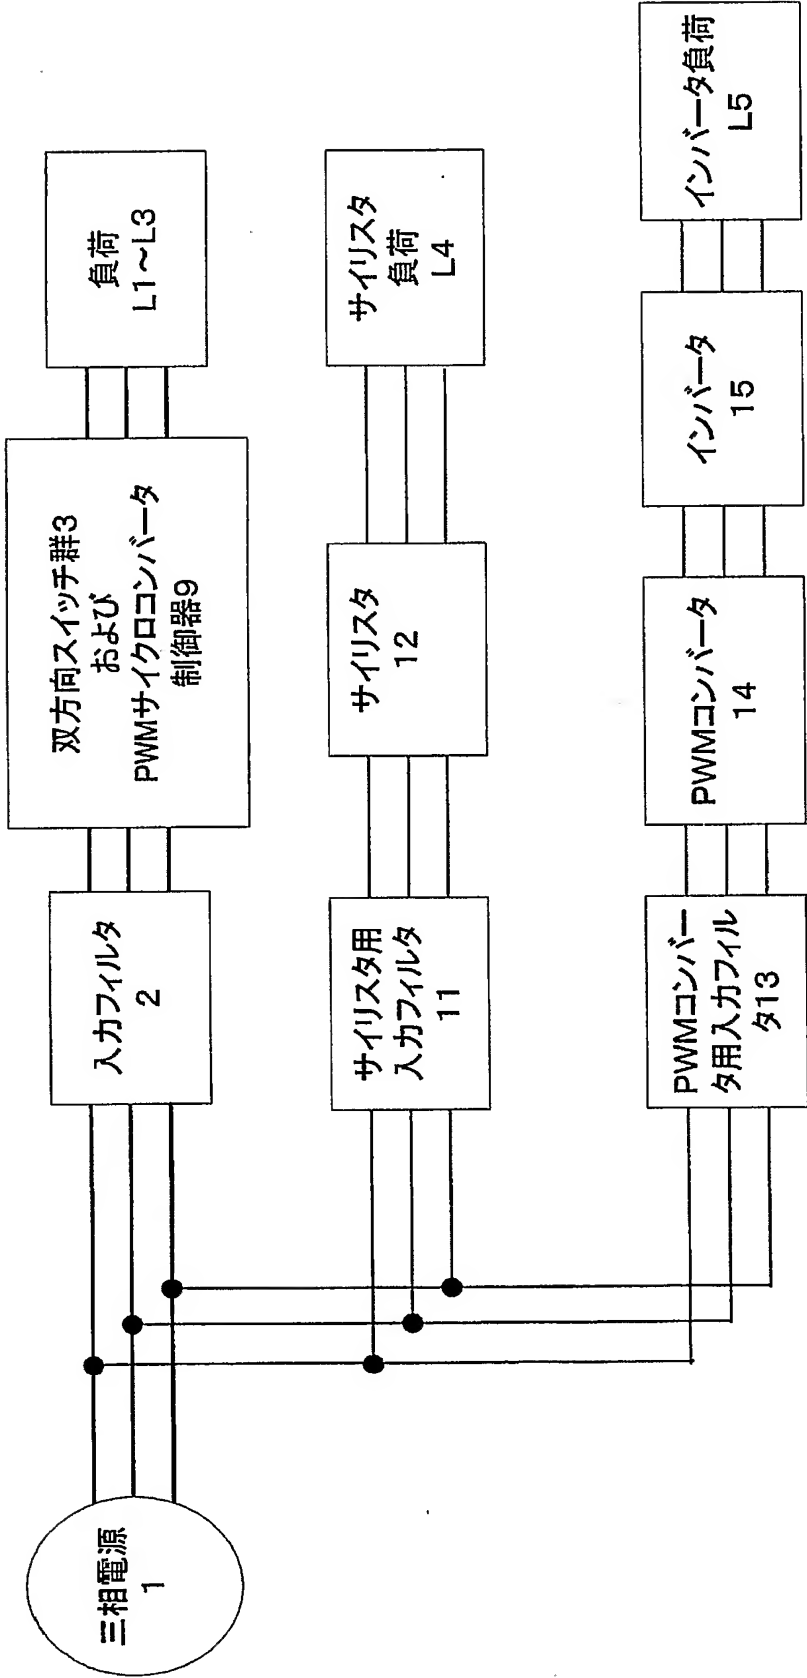 三相電源
1
入力フィルタ
2
双方向スイッチ群3
および
PWMサイクロコンバータ
制御器9
負荷
L1～L3
サイリスタ用
入力フィルタ
11
サイリスタ
12
サイリスタ
負荷
L4
PWMコンバー
タ用入力フィル
タ13
PWMコンバータ
14
インバータ
15
インバータ負荷
L5